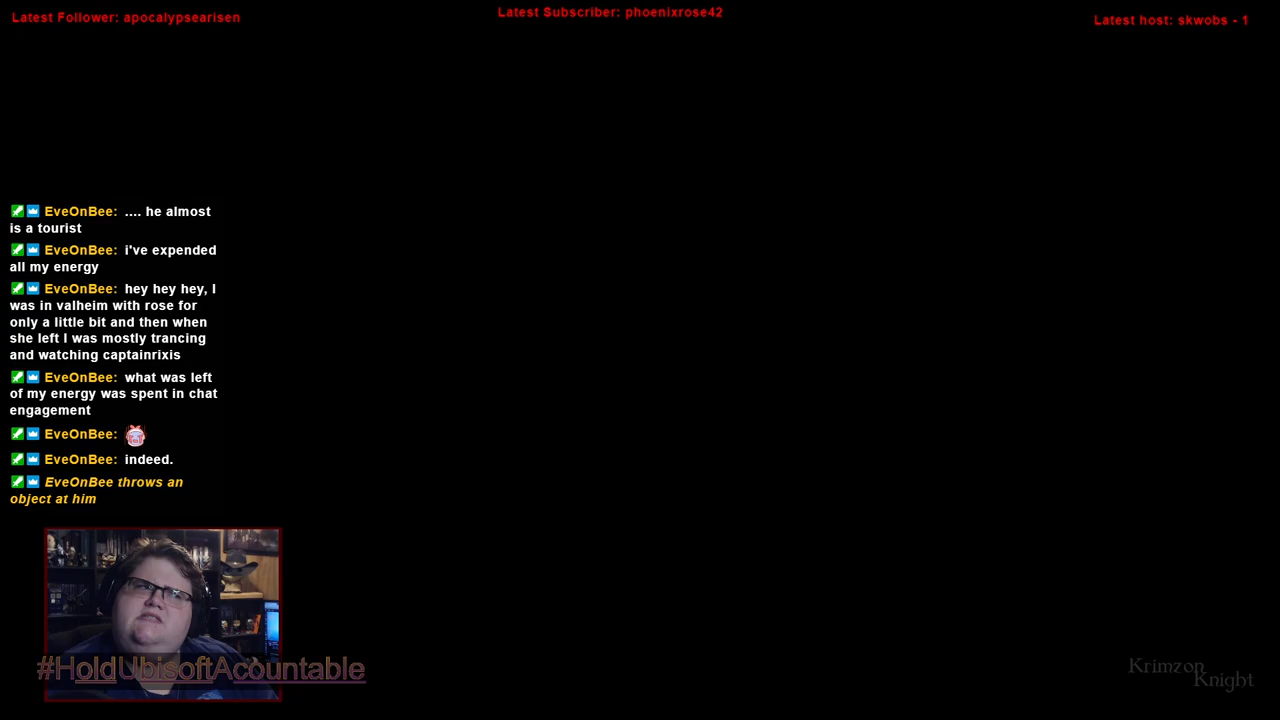 Latest Follower: apocalypsearisen
Latest Subscriber: phoenixrose42
Latest host: skwobs - 1
EveOnBee: .... he almost
is a tourist
EveOnBee: i've expended
all my energy
EveOnBee: hey hey hey, I
was in valheim with rose for
only a little bit and then when
she left I was mostly trancing
and watching captainrixis
EveOnBee: what was left
of my energy was spent in chat
engagement
EveOnBee:
EveOnBee: indeed.
EveOnBee throws an
object at him
#HoldUbisoftAcountable
Krimzon
Knight